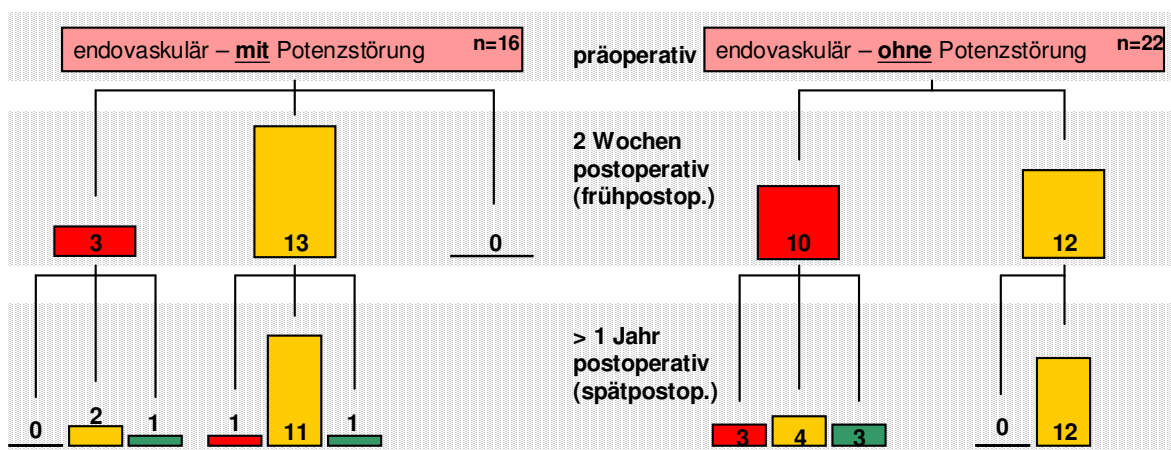 endovaskulär – mit Potenzstörung n=16
präoperativ
endovaskulär – ohne Potenzstörung n=22
2 Wochen
postoperativ
(frühpostop.)
3 13 0 10 12
> 1 Jahr
postoperativ
(spätpostop.)
0 2 1 1 11 1 3 4 3 0 12